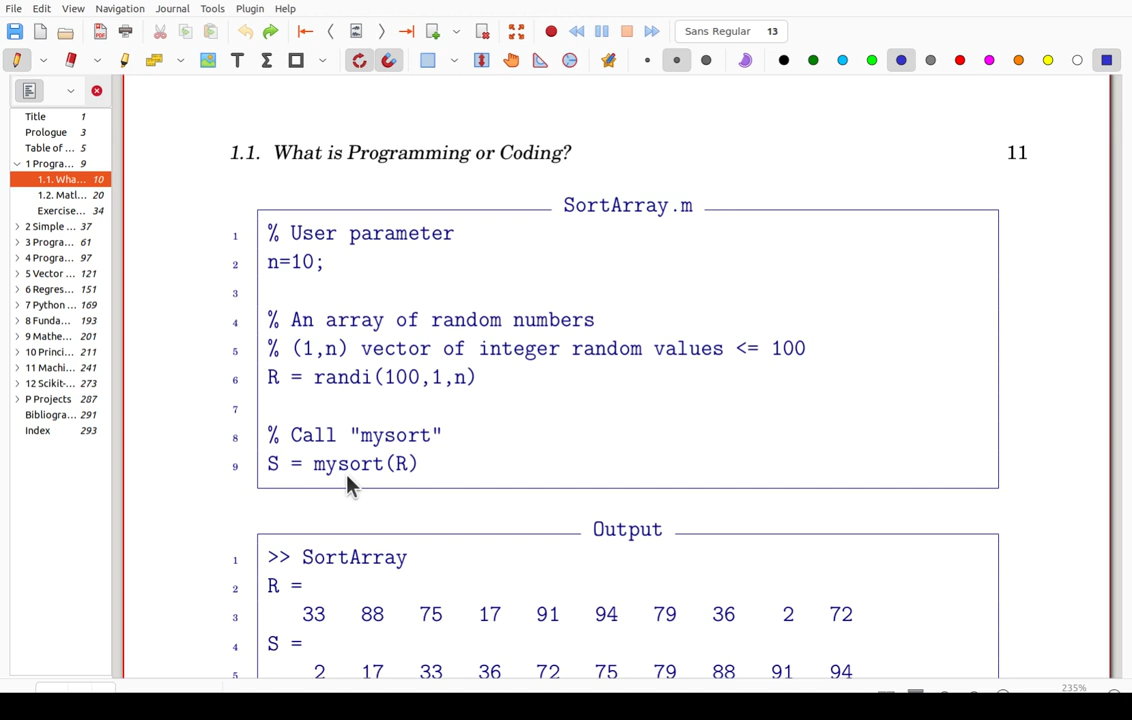 File Edit View Navigation Journal Tools Plugin Help
Sans Regular 13
Title 1
Prologue 3
Table of ... 5
1 Progra... 9
1.1. Wha... 10
1.2. Matl... 20
Exercise... 34
2 Simple ... 37
3 Progra... 61
4 Progra... 97
5 Vector ... 121
6 Regres... 151
7 Python ... 169
8 Funda... 193
9 Mathe... 201
10 Princi... 211
11 Machi... 241
12 Scikit-... 273
P Projects 287
Bibliogra... 291
Index 293
1.1. What is Programming or Coding? 11
SortArray.m
1 % User parameter
2 n=10;
3
4 % An array of random numbers
5 % (1,n) vector of integer random values <= 100
6 R = randi(100,1,n)
7
8 % Call "mysort"
9 S = mysort(R)
Output
1 >> SortArray
2 R =
3 33 88 75 17 91 94 79 36 2 72
4 S =
5 2 17 33 36 72 75 79 88 91 94
235%